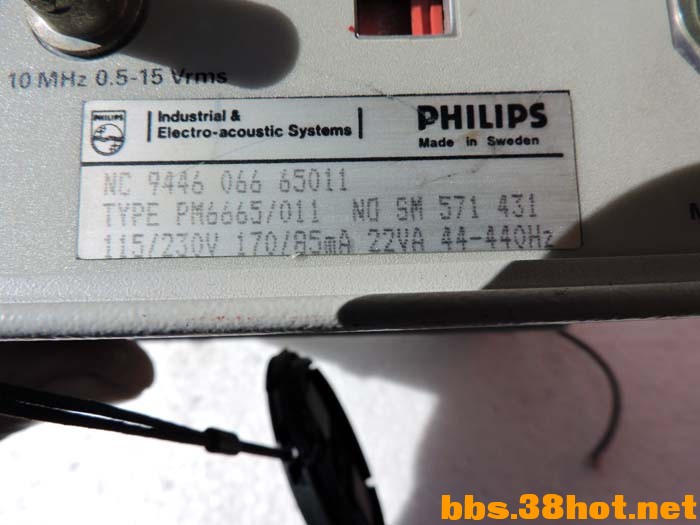 10 MHz 0.5-15 Vrms
PHILIPS
Industrial &
Electro-acoustic Systems
PHILIPS
Made in Sweden
NC 9446 066 65011
TYPE PM6665/011 NO SM 571 431
115/230V 170/85mA 22VA 44-440Hz
M
bbs.38hot.net